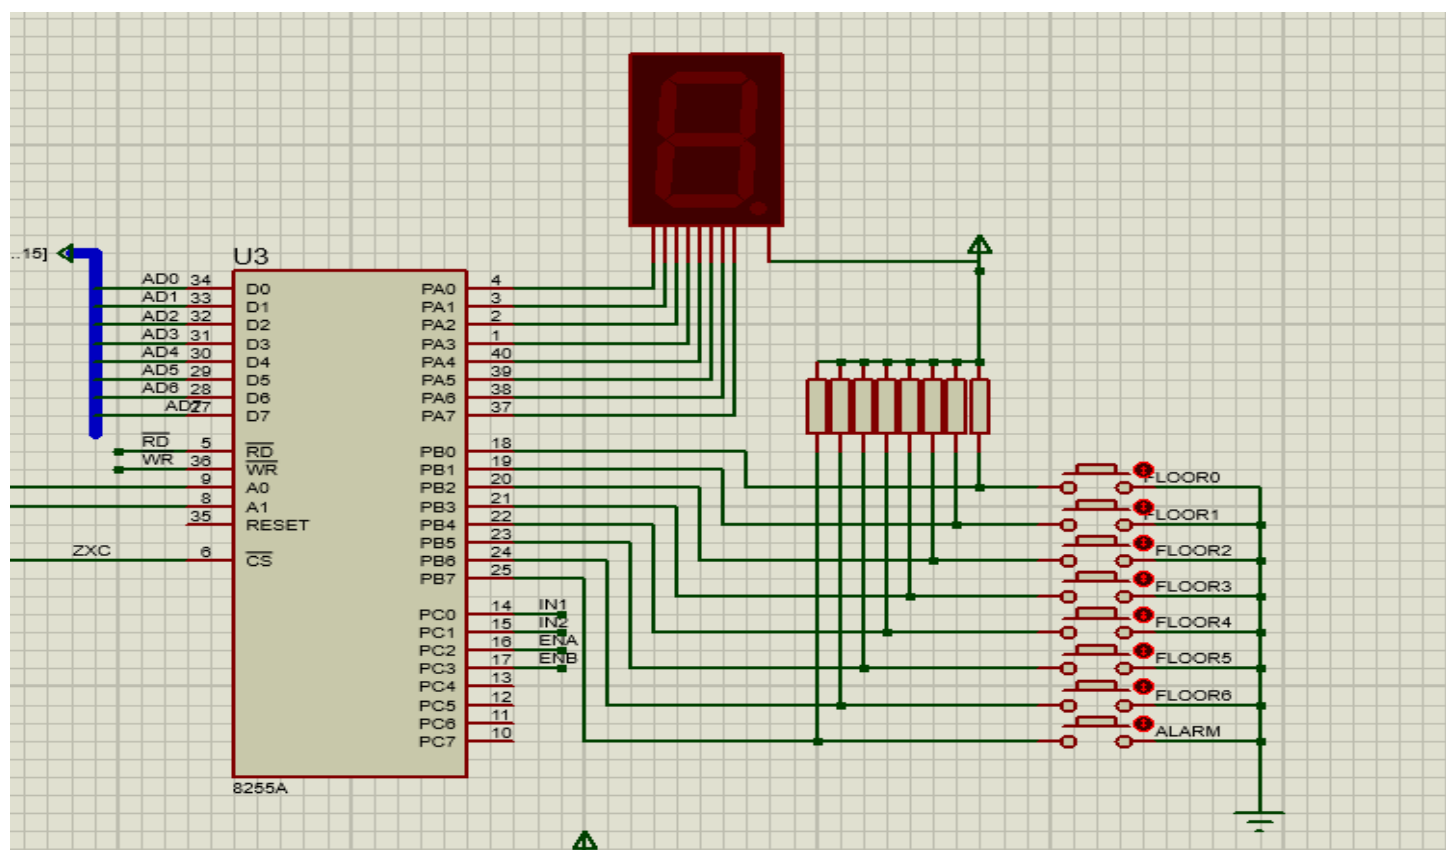 ..15]
U3
AD0 34 D0 PA0 4
AD1 33 D1 PA1 3
AD2 32 D2 PA2 2
AD3 31 D3 PA3 1
AD4 30 D4 PA4 40
AD5 29 D5 PA5 39
AD6 28 D6 PA6 38
AD7 27 D7 PA7 37
RD 5 RD PB0 18
WR 36 WR PB1 19
9 A0 PB2 20 FLOOR0
8 A1 PB3 21 FLOOR1
35 RESET PB4 22
PB5 23
ZXC 6 CS PB6 24 FLOOR2
PB7 25
FLOOR3
PC0 14 IN1
PC1 15 IN2 FLOOR4
PC2 16 ENA
PC3 17 ENB FLOOR5
PC4 13
PC5 12 FLOOR6
PC6 11
PC7 10 ALARM
8255A